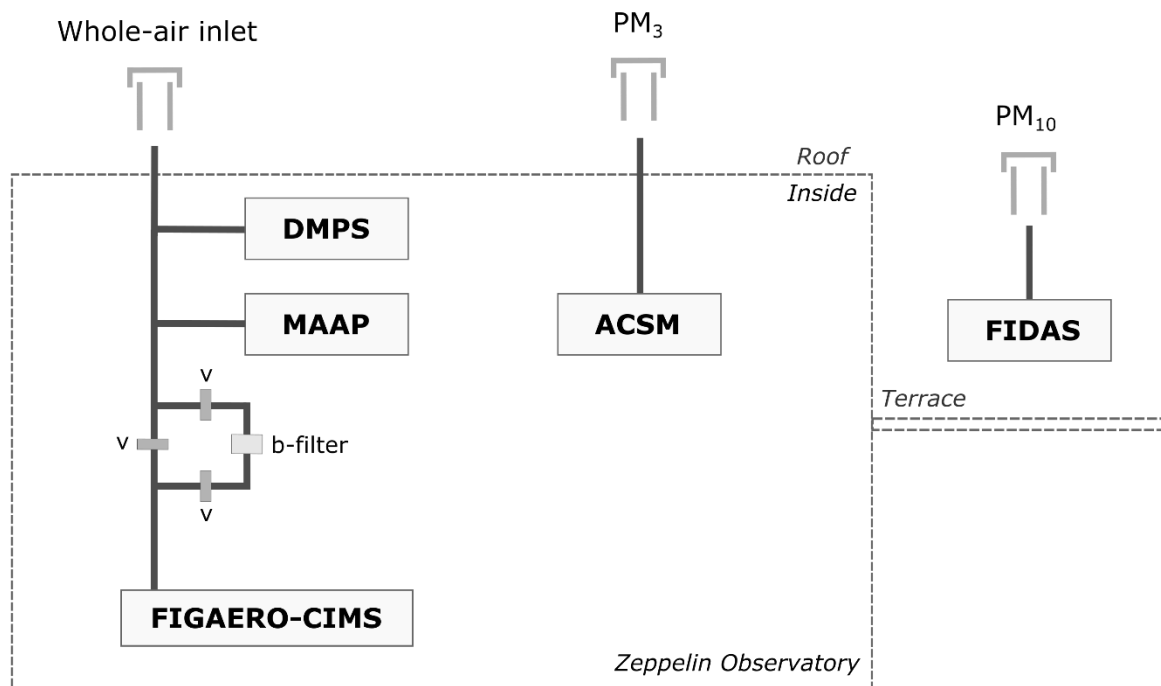 Whole-air inlet
PM₃
PM₁₀
Roof
Inside
DMPS
MAAP
ACSM
FIDAS
v
Terrace
v
b-filter
v
FIGAERO-CIMS
Zeppelin Observatory